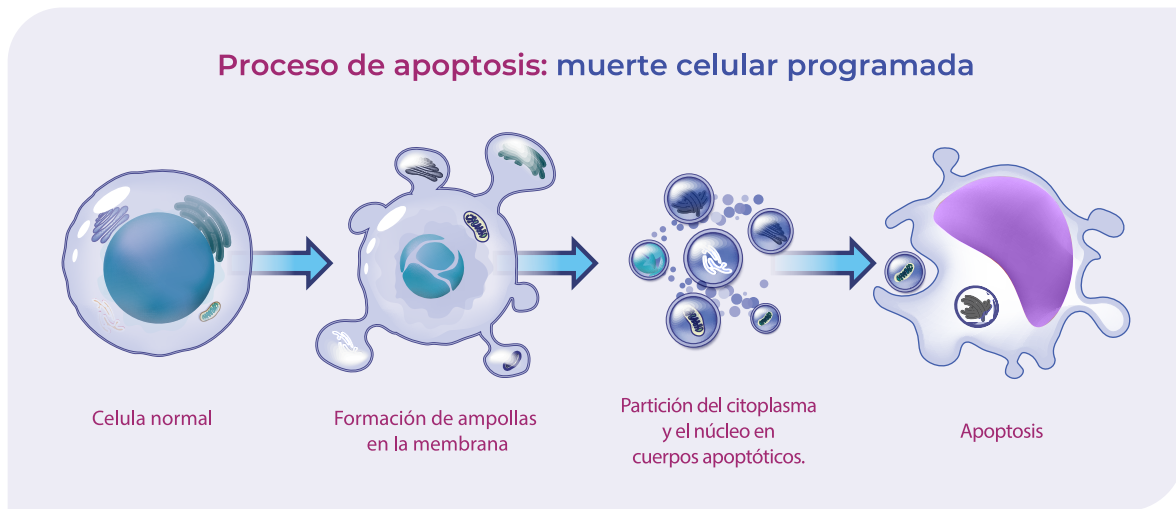 Proceso de apoptosis: muerte celular programada
Celula normal
Formación de ampollas
en la membrana
Partición del citoplasma
y el núcleo en
cuerpos apoptóticos.
Apoptosis